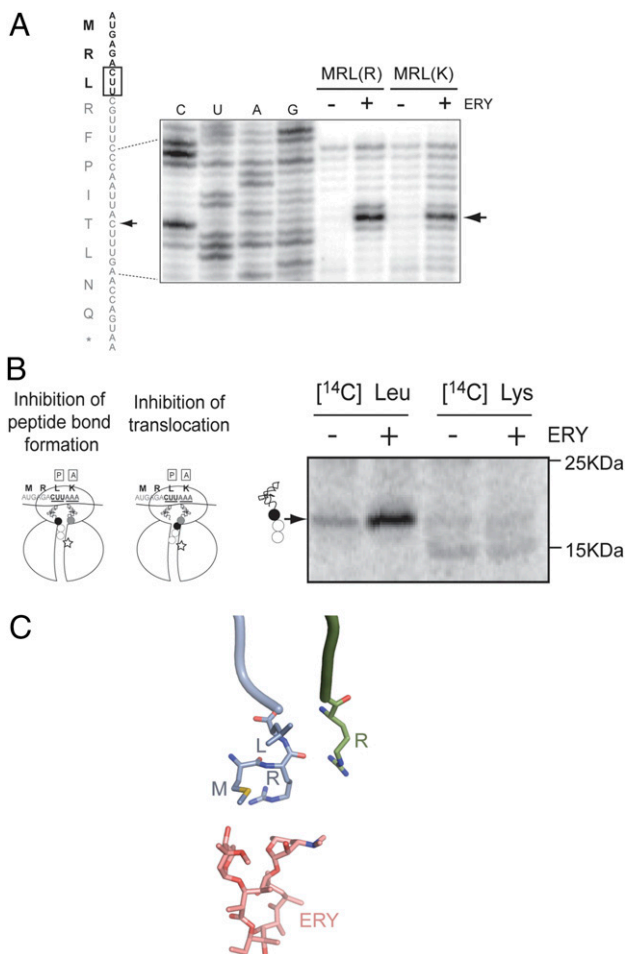 A
M R L R F P I T L N Q *
AUGAGACUUCGUUUCCCAAUUACUUUGAACCAGUAA
C U A G
MRL(R) MRL(K)
- + - + ERY
B
Inhibition of peptide bond formation
P A
M R L K
AUGAGACUUAAA
Inhibition of translocation
P A
M R L K
AUGAGACUUAAA
[14C] Leu [14C] Lys
- + - + ERY
25KDa
15KDa
C
L
R
M
R
ERY